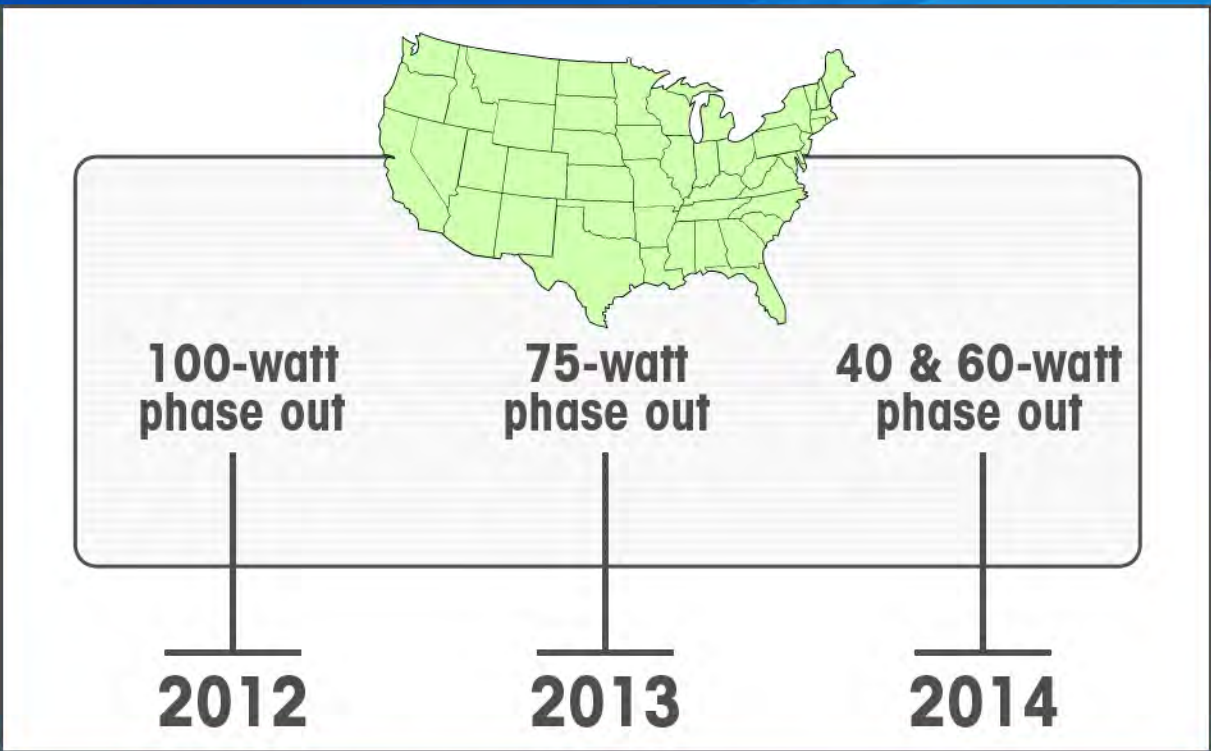 100-watt
phase out
75-watt
phase out
40 & 60-watt
phase out
2012
2013
2014